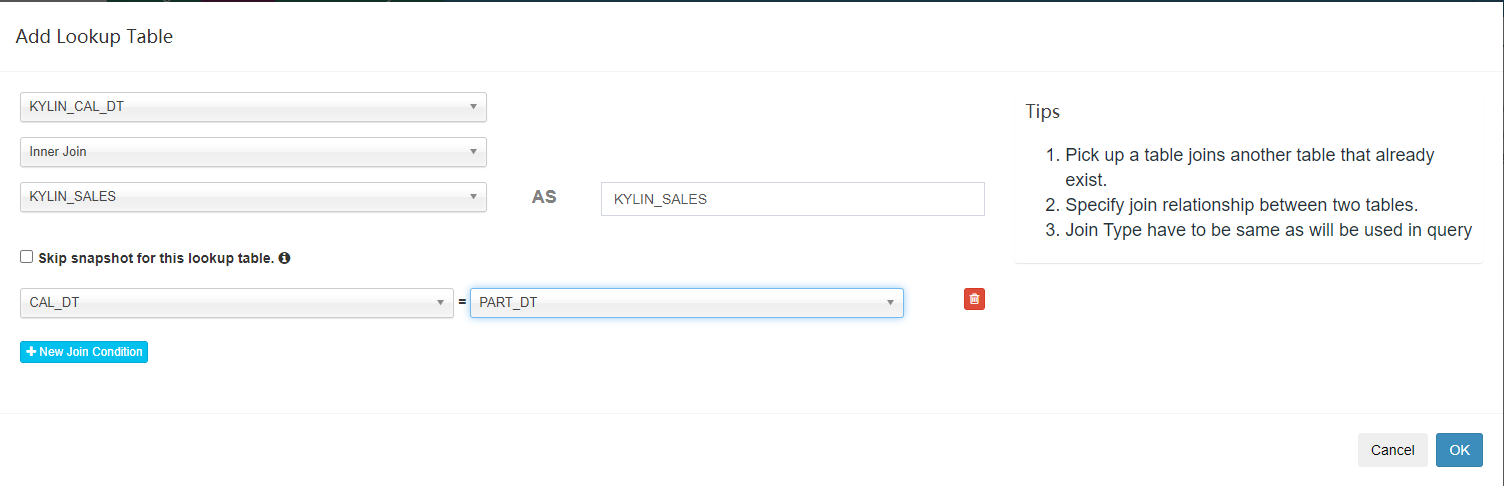 Add Lookup Table
KYLIN_CAL_DT
Inner Join
KYLIN_SALES
AS
KYLIN_SALES
Skip snapshot for this lookup table.
CAL_DT
=
PART_DT
New Join Condition
Tips
1. Pick up a table joins another table that already
exist.
2. Specify join relationship between two tables.
3. Join Type have to be same as will be used in query
Cancel
OK